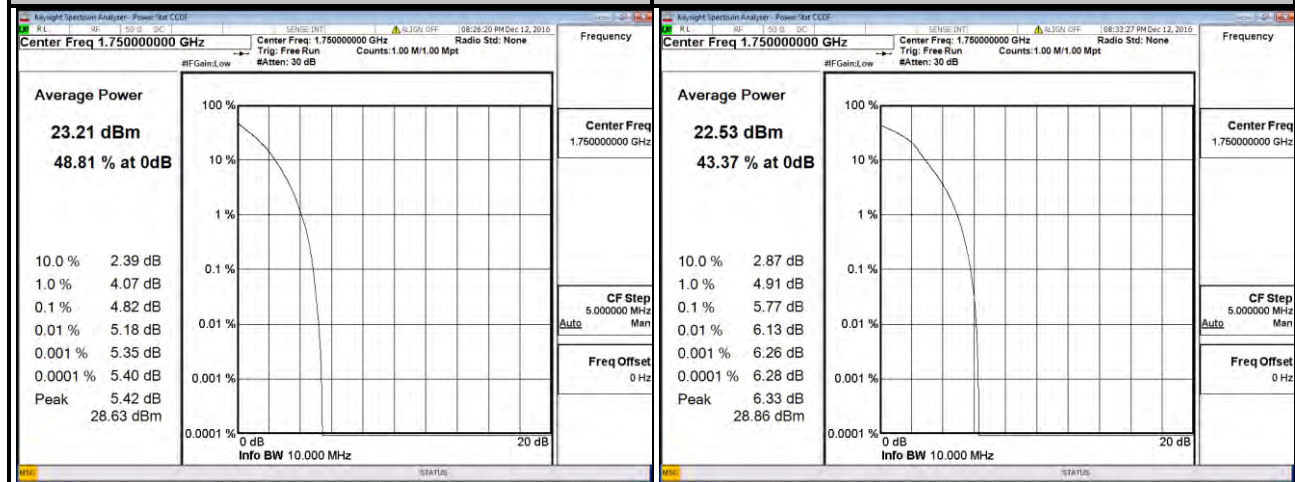 Keysight Spectrum Analyzer - Power Stat CCDF
RL RF 50 Ω DC SENSE:INT ALIGN OFF 08:26:20 PM Dec 12, 2016
Center Freq 1.750000000 GHz
Center Freq: 1.750000000 GHz Radio Std: None
Trig: Free Run Counts:1.00 M/1.00 Mpt
#IFGain:Low #Atten: 30 dB
Frequency
Average Power
23.21 dBm
48.81 % at 0dB
10.0 % 2.39 dB
1.0 % 4.07 dB
0.1 % 4.82 dB
0.01 % 5.18 dB
0.001 % 5.35 dB
0.0001 % 5.40 dB
Peak 5.42 dB
28.63 dBm
100 %
10 %
1 %
0.1 %
0.01 %
0.001 %
0.0001 %
0 dB 20 dB
Info BW 10.000 MHz
Center Freq
1.750000000 GHz
CF Step
5.000000 MHz
Auto Man
Freq Offset
0 Hz
MSG STATUS
Keysight Spectrum Analyzer - Power Stat CCDF
RL RF 50 Ω DC SENSE:INT ALIGN OFF 08:33:27 PM Dec 12, 2016
Center Freq 1.750000000 GHz
Center Freq: 1.750000000 GHz Radio Std: None
Trig: Free Run Counts:1.00 M/1.00 Mpt
#IFGain:Low #Atten: 30 dB
Frequency
Average Power
22.53 dBm
43.37 % at 0dB
10.0 % 2.87 dB
1.0 % 4.91 dB
0.1 % 5.77 dB
0.01 % 6.13 dB
0.001 % 6.26 dB
0.0001 % 6.28 dB
Peak 6.33 dB
28.86 dBm
100 %
10 %
1 %
0.1 %
0.01 %
0.001 %
0.0001 %
0 dB 20 dB
Info BW 10.000 MHz
Center Freq
1.750000000 GHz
CF Step
5.000000 MHz
Auto Man
Freq Offset
0 Hz
MSG STATUS